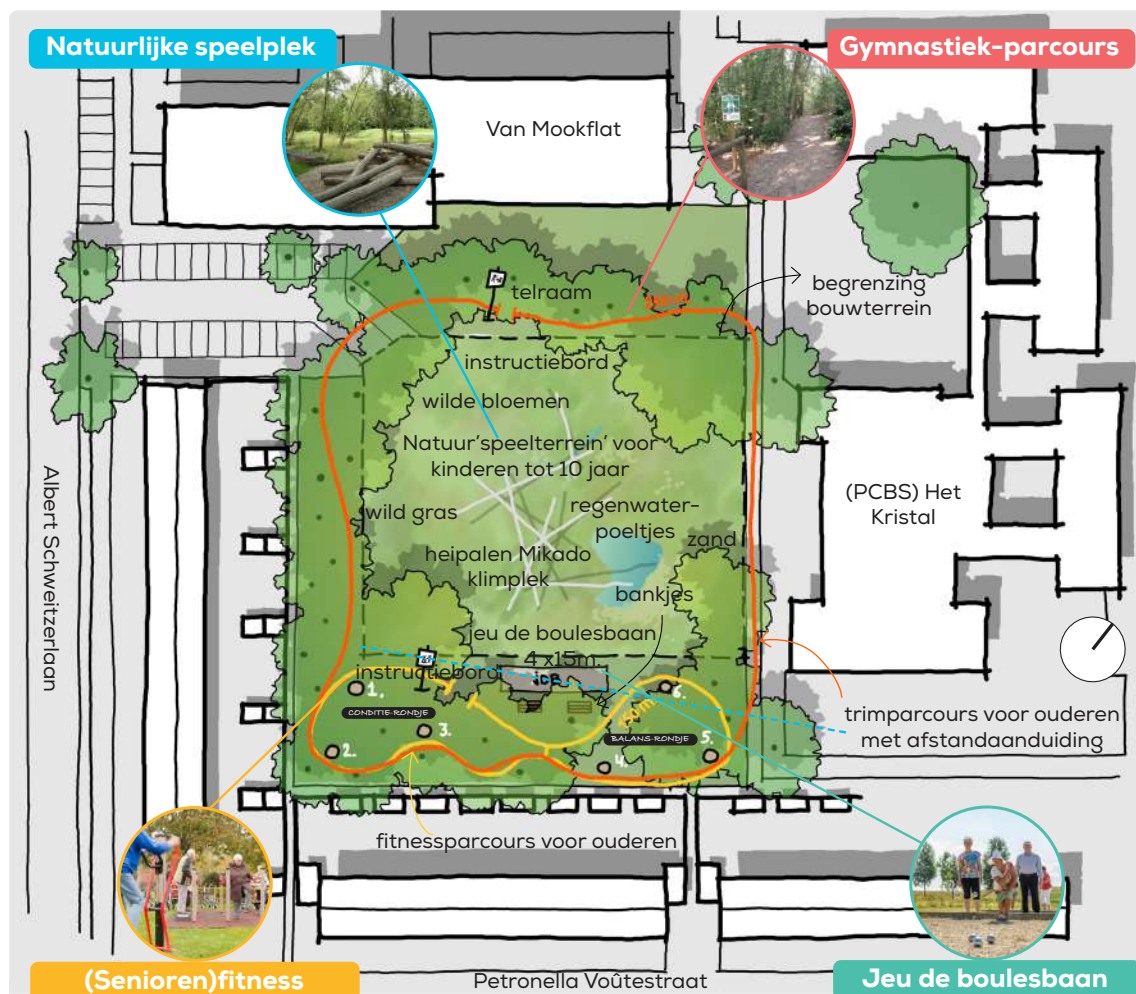 Natuurlijke speelplek
Gymnastiek-parcours
Van Mookflat
telraam
begrenzing
bouwterrein
instructiebord
wilde bloemen
Natuur'speelterrein' voor
kinderen tot 10 jaar
wild gras
regenwater-
poeltjes
(PCBS) Het
Kristal
zand
heipalen Mikado
klimplek
bankjes
jeu de boulesbaan
4 x15m
instructiebord
JDB
1.
CONDITIE-RONDJE
2.
3.
6.
150m
BALANS-RONDJE
5.
4.
trimparcours voor ouderen
met afstandaanduiding
fitnessparcours voor ouderen
Albert Schweitzerlaan
(Senioren)fitness
Petronella Voûtestraat
Jeu de boulesbaan